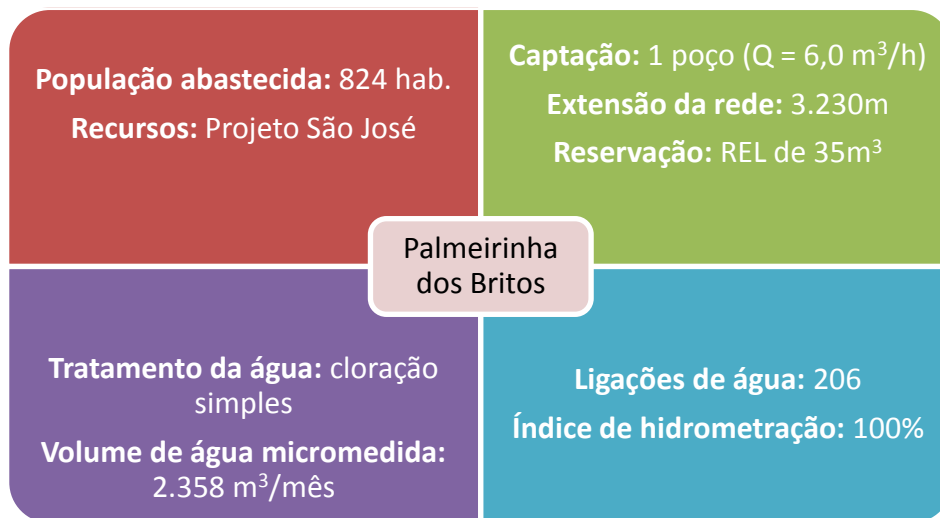 População abastecida: 824 hab.
Recursos: Projeto São José
Captação: 1 poço (Q = 6,0 m³/h)
Extensão da rede: 3.230m
Reservação: REL de 35m³
Palmeirinha
dos Britos
Tratamento da água: cloração
simples
Volume de água micromedida:
2.358 m³/mês
Ligações de água: 206
Índice de hidrometração: 100%